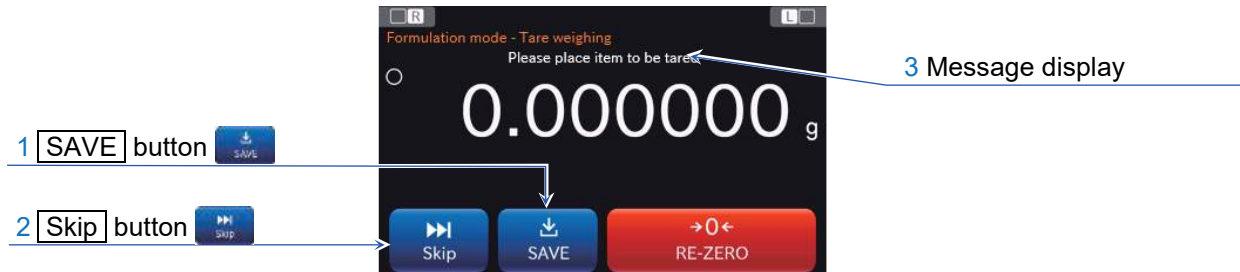 R
L
Formulation mode - Tare weighing
Please place item to be tared
3 Message display
0.000000 g
1 SAVE button
SAVE
2 Skip button
Skip
Skip
SAVE
→0←
RE-ZERO